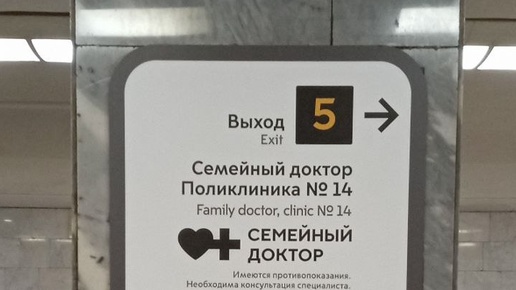 Выход 5 →
Exit
Семейный доктор
Поликлиника № 14
Family doctor, clinic № 14
СЕМЕЙНЫЙ
ДОКТОР
Имеются противопоказания.
Необходима консультация специалиста.